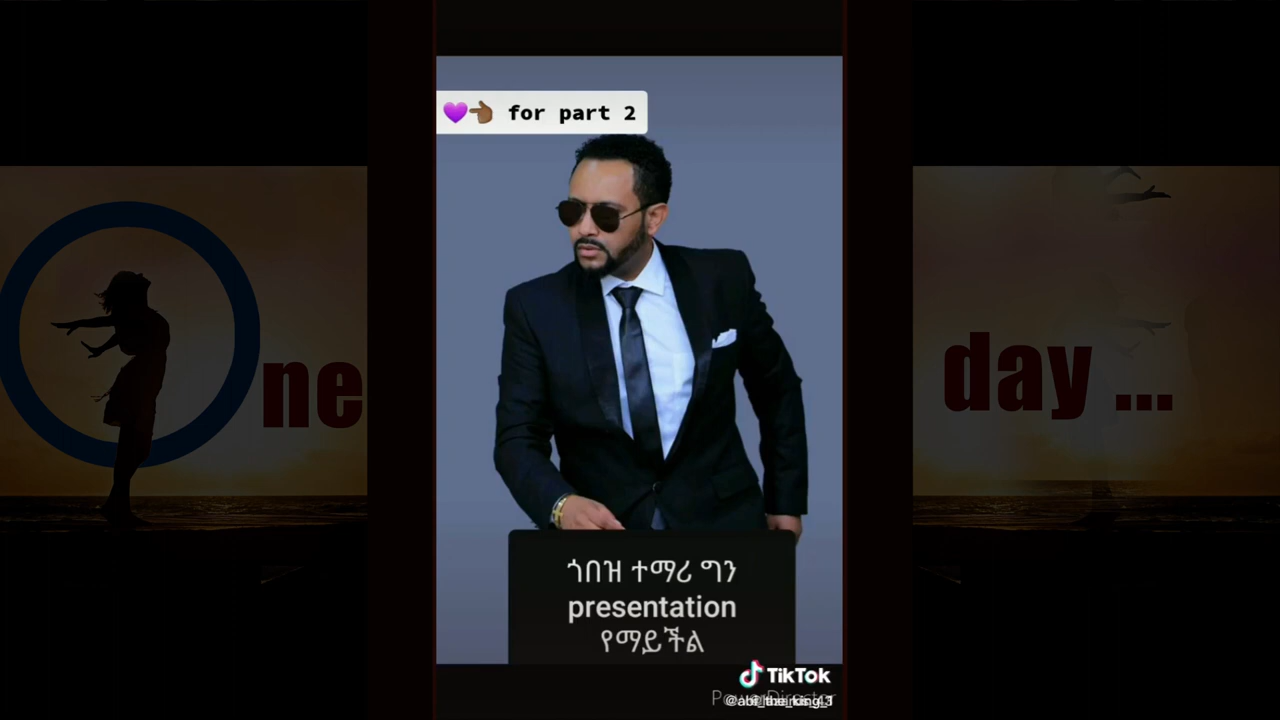 💜👈🏾 for part 2
ne
day ...
ጎበዝ ተማሪ ግን
presentation
የማይችል
TikTok